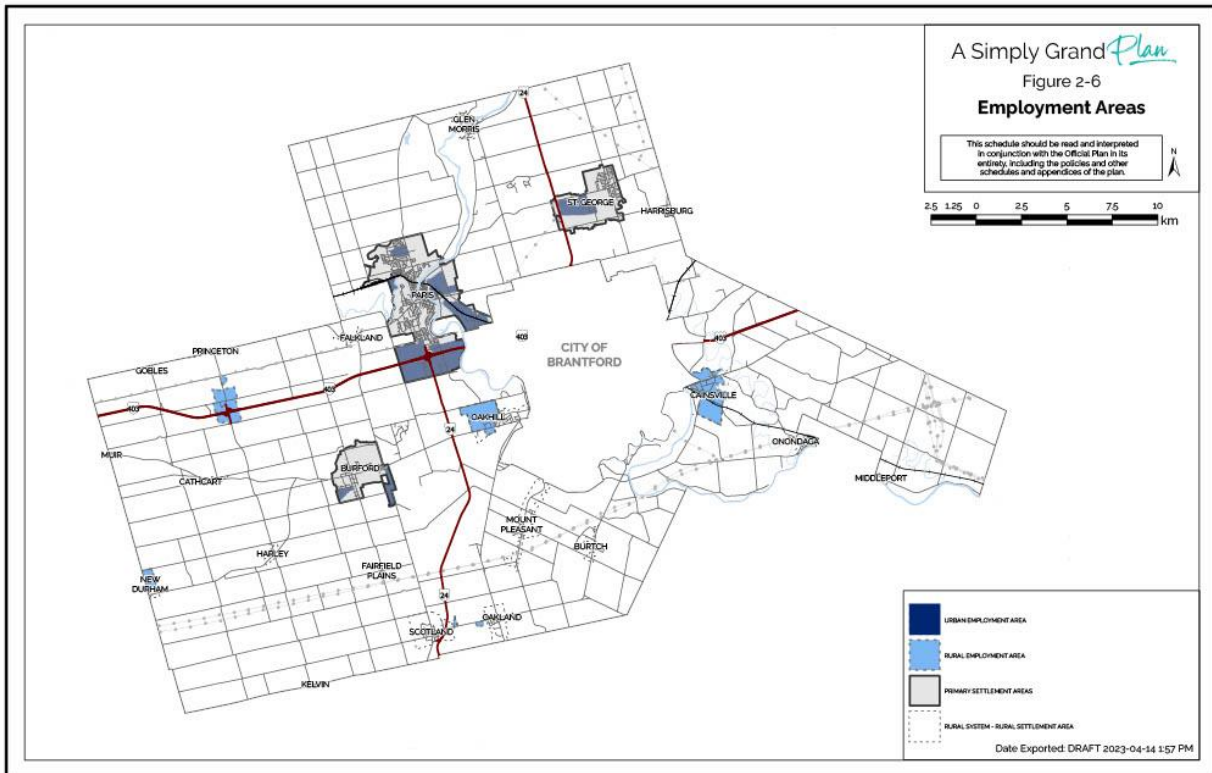 A Simply Grand Plan
Figure 2-6
Employment Areas
This schedule should be read and interpreted
in conjunction with the Official Plan in its
entirety, including the policies and other
schedules and appendices of the plan.
N
2.5 1.25 0 2.5 5 7.5 10
km
24
GLEN
MORRIS
ST. GEORGE
HARRISBURG
PARIS
403
CITY OF
BRANTFORD
403
FALKLAND
PRINCETON
GOBLES
403
403
CAINSVILLE
OAKHILL
24
ONONDAGA
MUIR
BURFORD
CATHCART
MIDDLEPORT
MOUNT
PLEASANT
BURTCH
HARLEY
FAIRFIELD
PLAINS
NEW
DURHAM
24
OAKLAND
SCOTLAND
KELVIN
URBAN EMPLOYMENT AREA
RURAL EMPLOYMENT AREA
PRIMARY SETTLEMENT AREAS
RURAL SYSTEM - RURAL SETTLEMENT AREA
Date Exported: DRAFT 2023-04-14 1:57 PM